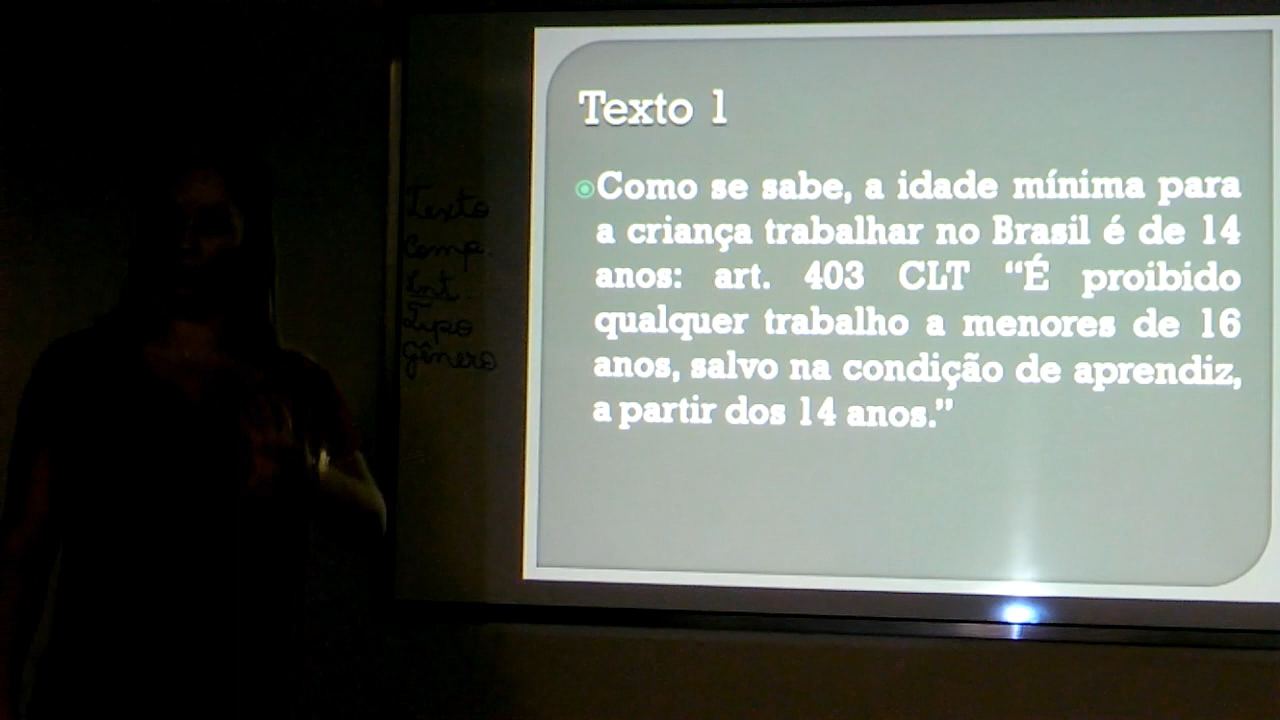 Texto
Comp.
Int.
Tipo
Gênero
Texto 1
Como se sabe, a idade mínima para
a criança trabalhar no Brasil é de 14
anos: art. 403 CLT “É proibido
qualquer trabalho a menores de 16
anos, salvo na condição de aprendiz,
a partir dos 14 anos.”